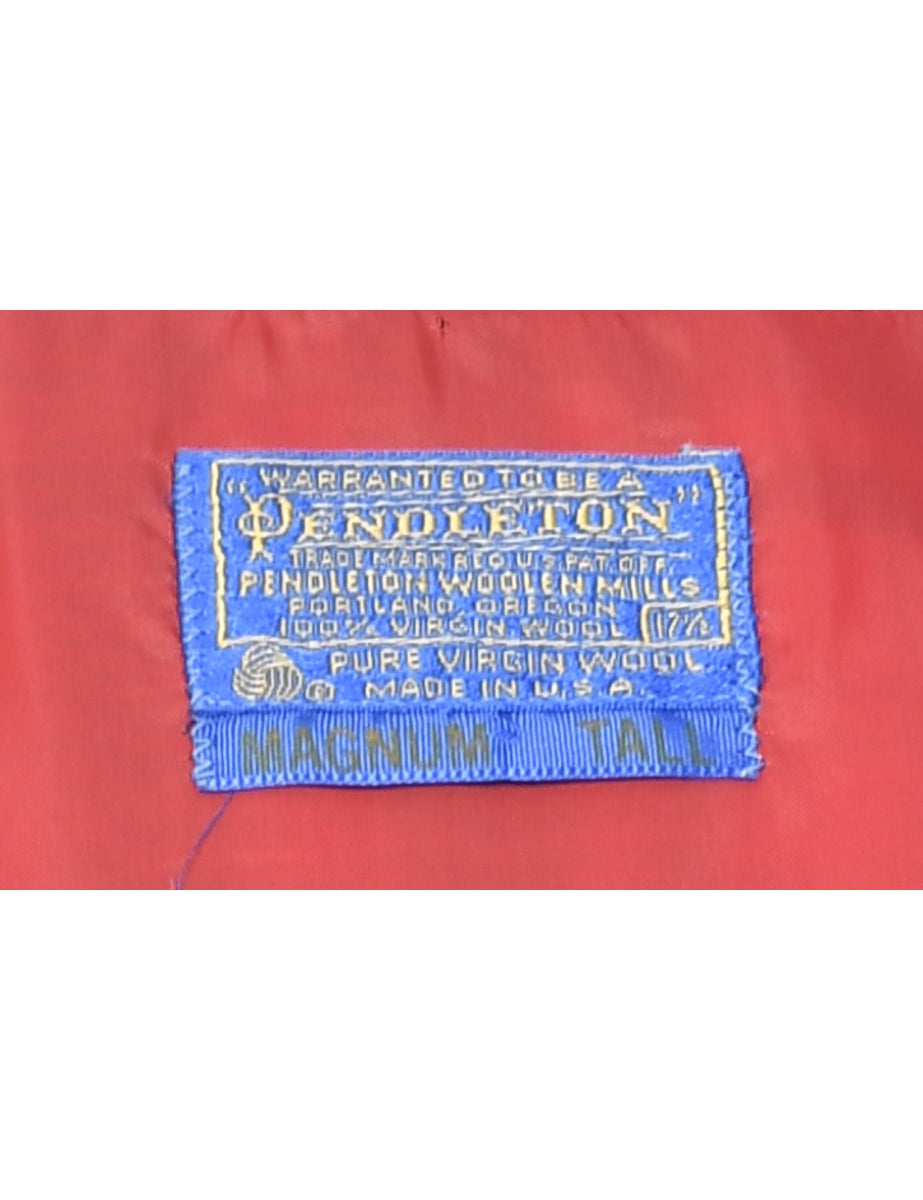 WARRANTED TO BE A
"PENDLETON"
TRADE MARK REG. U.S. PAT. OFF.
PENDLETON WOOLEN MILLS
PORTLAND, OREGON
100% VIRGIN WOOL 17½
PURE VIRGIN WOOL
® MADE IN U.S.A.
MAGNUM TALL